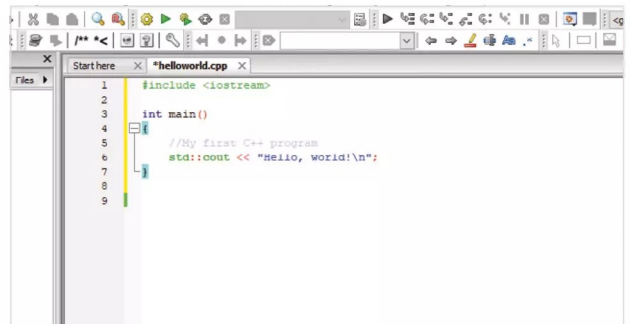 /** *<
Start here × *helloworld.cpp ×
Files
1 #include <iostream>
2
3 int main()
4 {
5 //My first C++ program
6 std::cout << "Hello, world!\n";
7 }
8
9